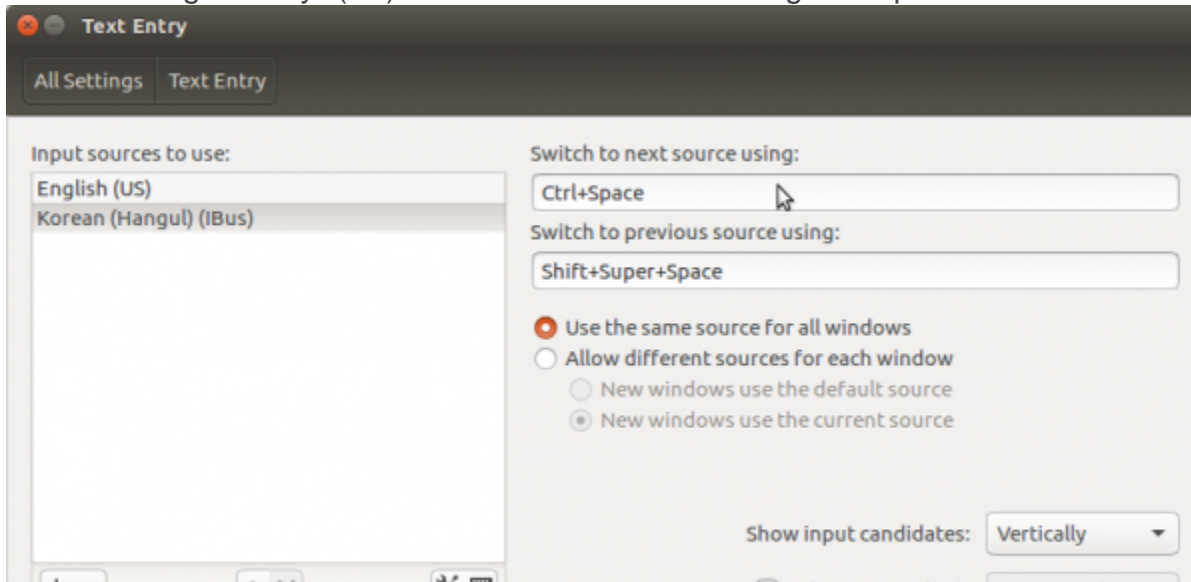 Text Entry
All Settings Text Entry
Input sources to use:
English (US)
Korean (Hangul) (IBus)
Switch to next source using:
Ctrl+Space
Switch to previous source using:
Shift+Super+Space
Use the same source for all windows
Allow different sources for each window
New windows use the default source
New windows use the current source
Show input candidates: Vertically